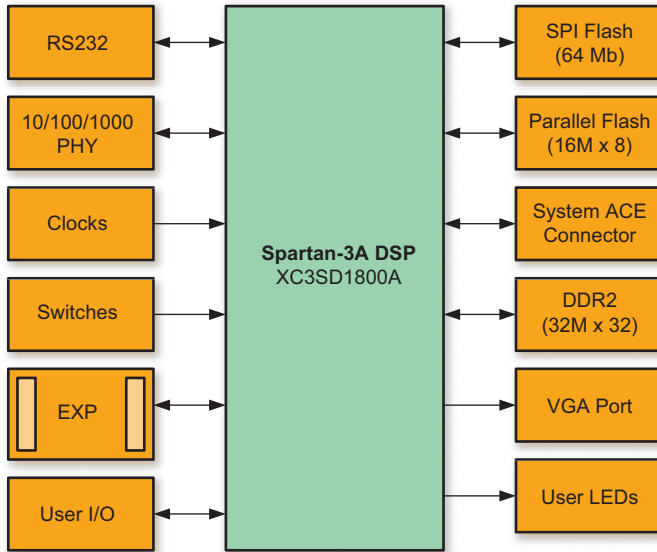 RS232
10/100/1000
PHY
Clocks
Switches
EXP
User I/O
Spartan-3A DSP
XC3SD1800A
SPI Flash
(64 Mb)
Parallel Flash
(16M x 8)
System ACE
Connector
DDR2
(32M x 32)
VGA Port
User LEDs